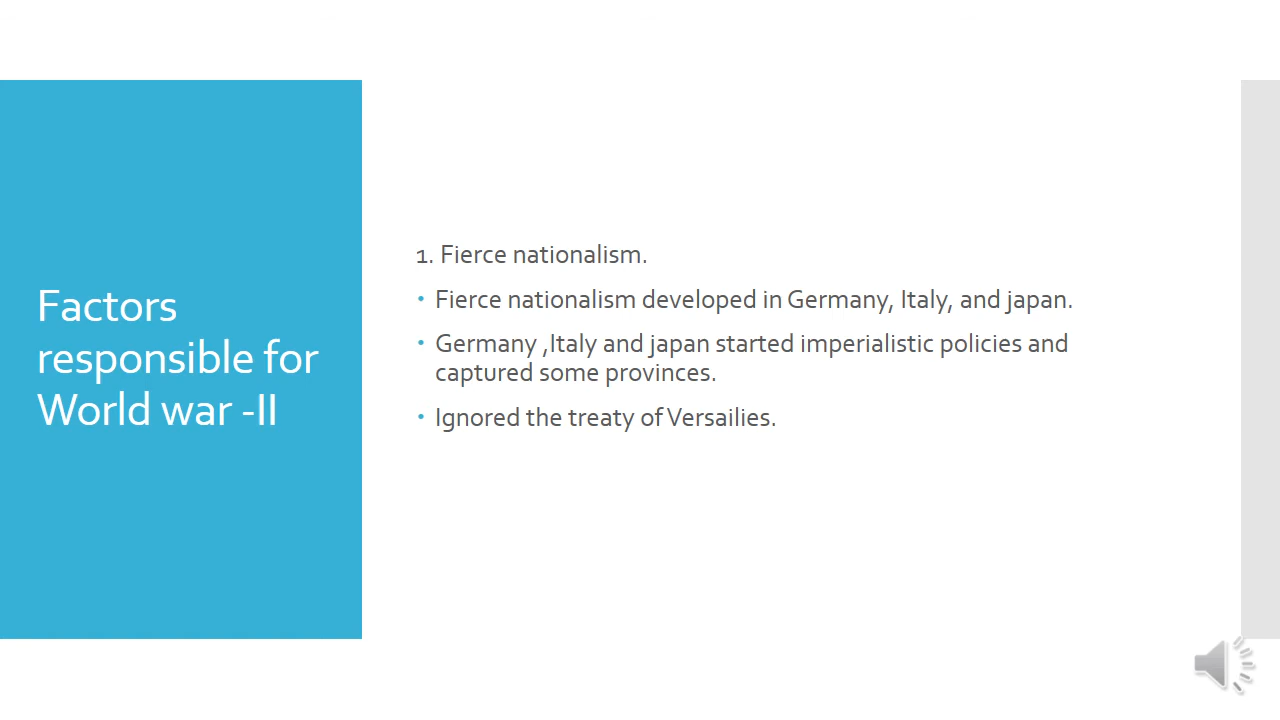 Factors
responsible for
World war -II
1. Fierce nationalism.
• Fierce nationalism developed in Germany, Italy, and japan.
• Germany ,Italy and japan started imperialistic policies and
captured some provinces.
• Ignored the treaty of Versailies.